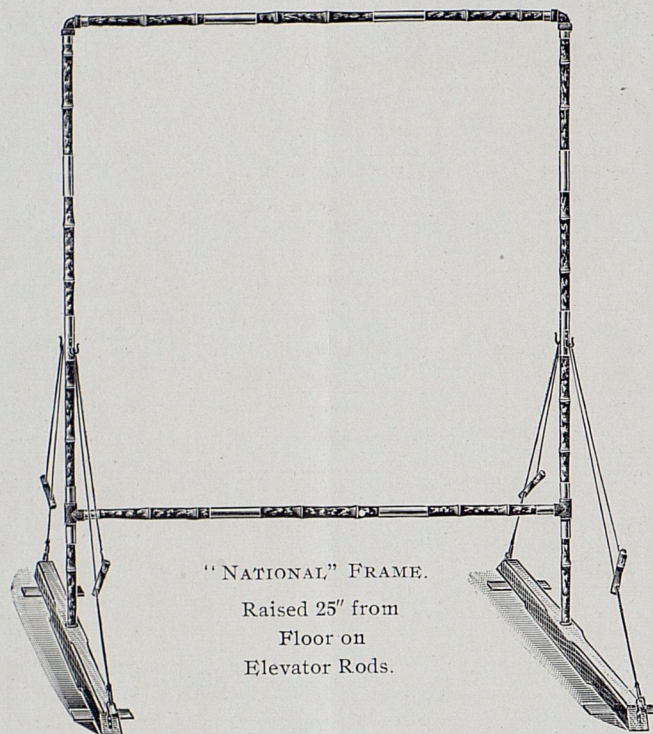 "NATIONAL" FRAME.
Raised 25" from
Floor on
Elevator Rods.